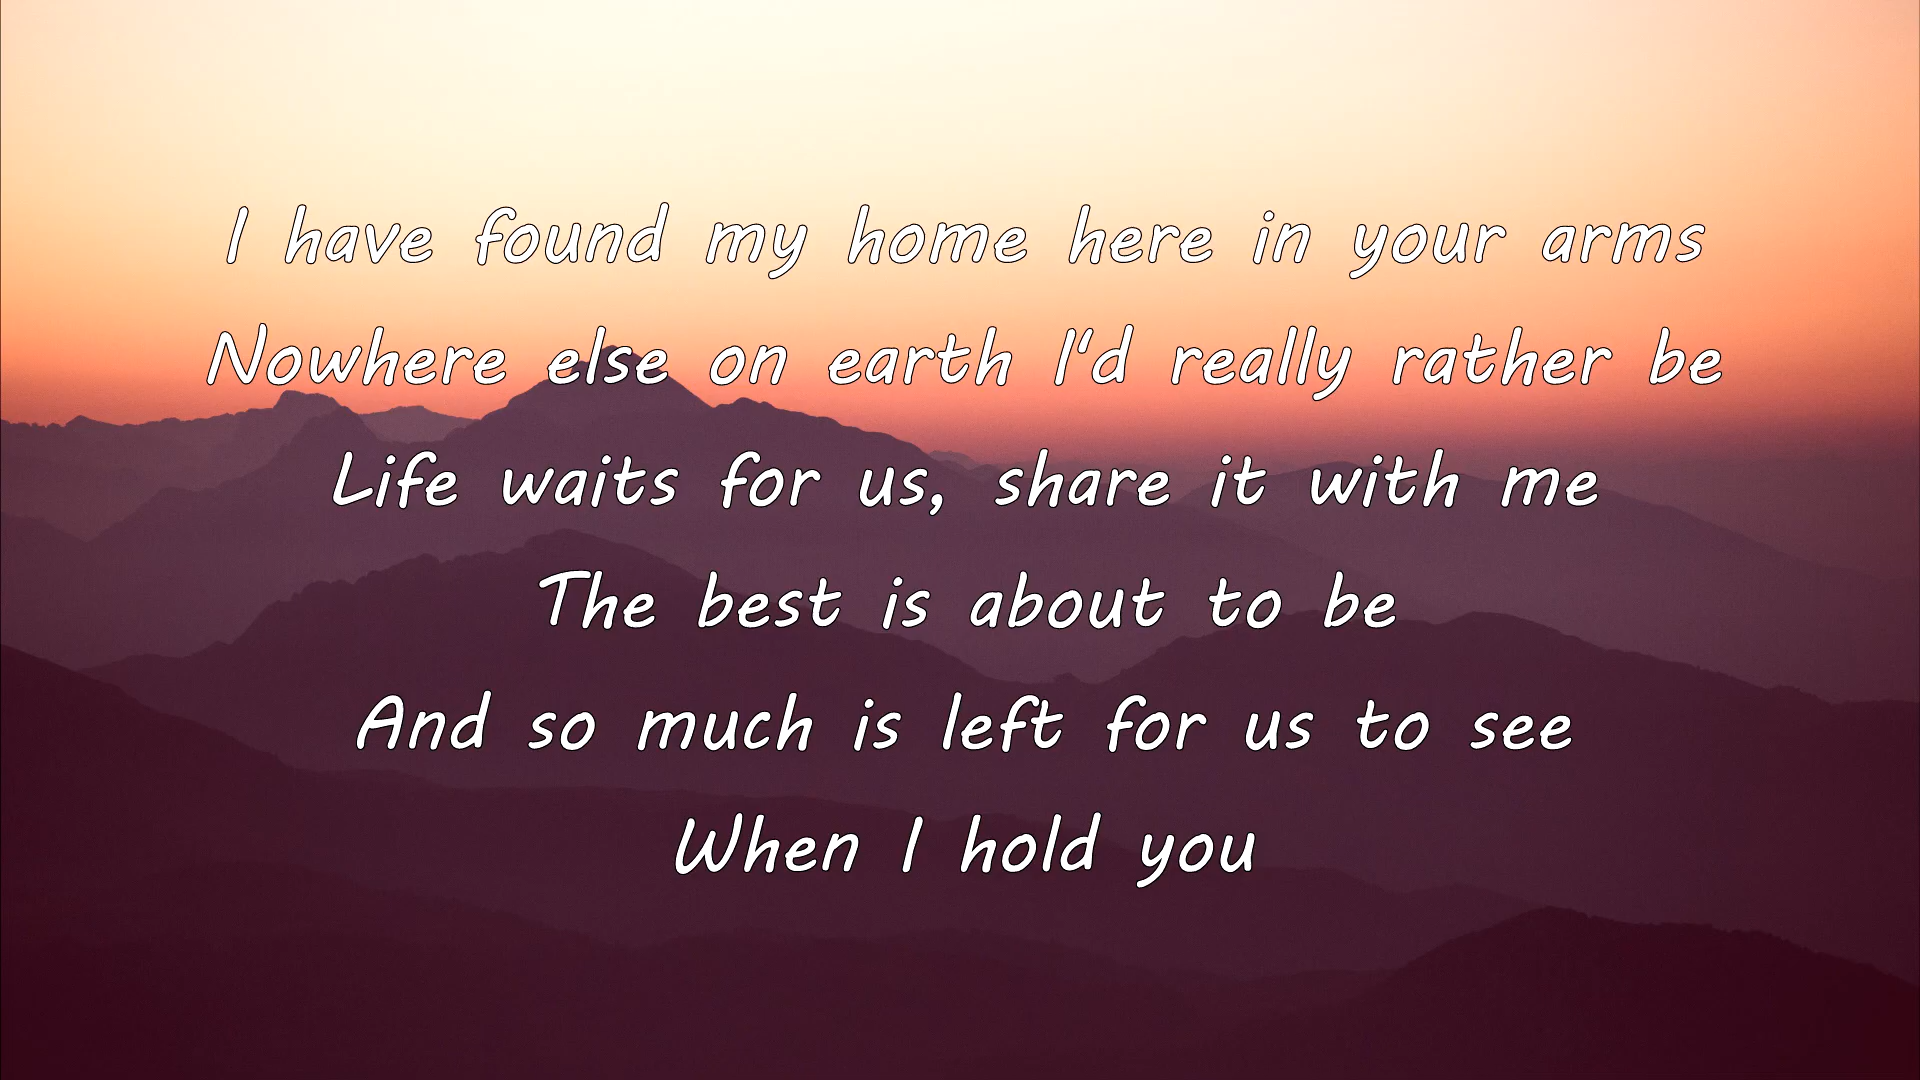 I have found my home here in your arms
Nowhere else on earth I'd really rather be
Life waits for us, share it with me
The best is about to be
And so much is left for us to see
When I hold you